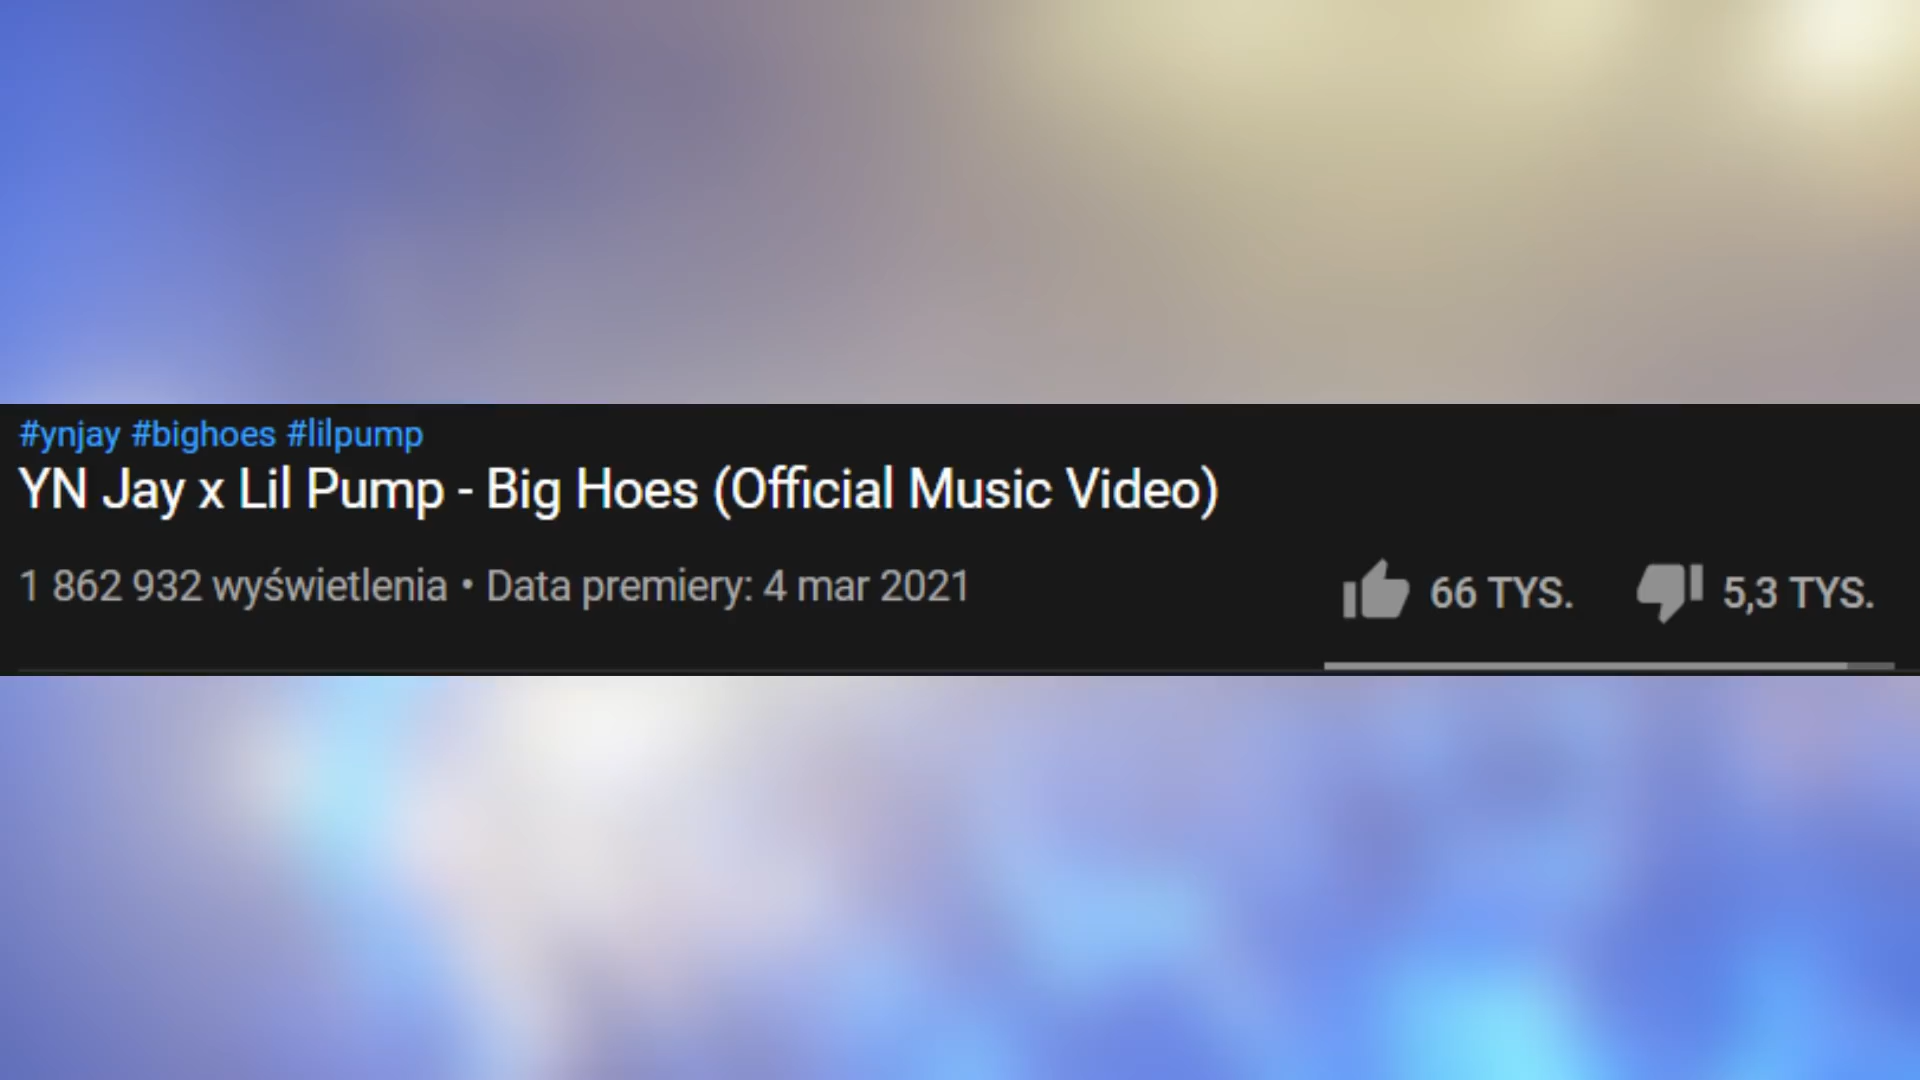 #ynjay #bighoes #lilpump
YN Jay x Lil Pump - Big Hoes (Official Music Video)
1 862 932 wyświetlenia • Data premiery: 4 mar 2021 66 TYS. 5,3 TYS.